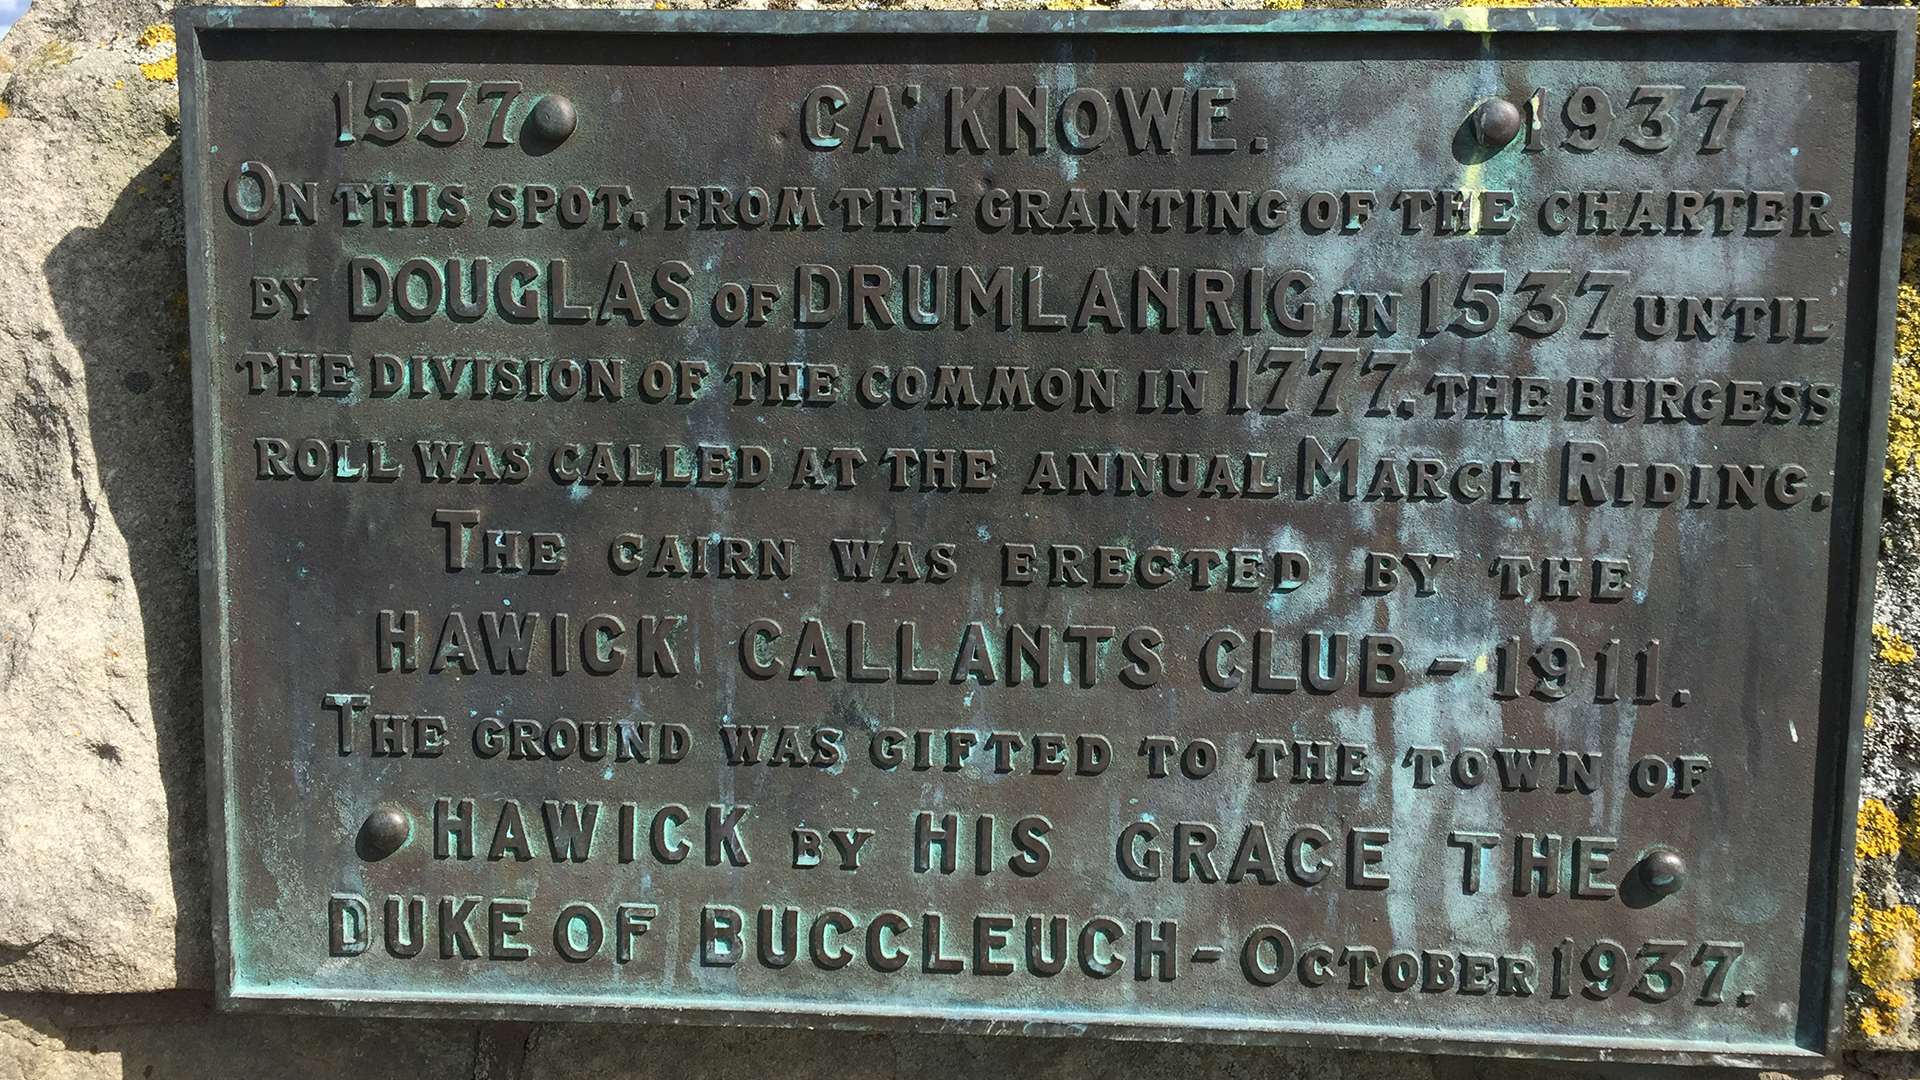 1537 CA' KNOWE. 1937
ON THIS SPOT, FROM THE GRANTING OF THE CHARTER
BY DOUGLAS OF DRUMLANRIG IN 1537 UNTIL
THE DIVISION OF THE COMMON IN 1777, THE BURGESS
ROLL WAS CALLED AT THE ANNUAL MARCH RIDING.
THE CAIRN WAS ERECTED BY THE
HAWICK CALLANTS CLUB - 1911.
THE GROUND WAS GIFTED TO THE TOWN OF
HAWICK BY HIS GRACE THE
DUKE OF BUCCLEUCH - OCTOBER 1937.